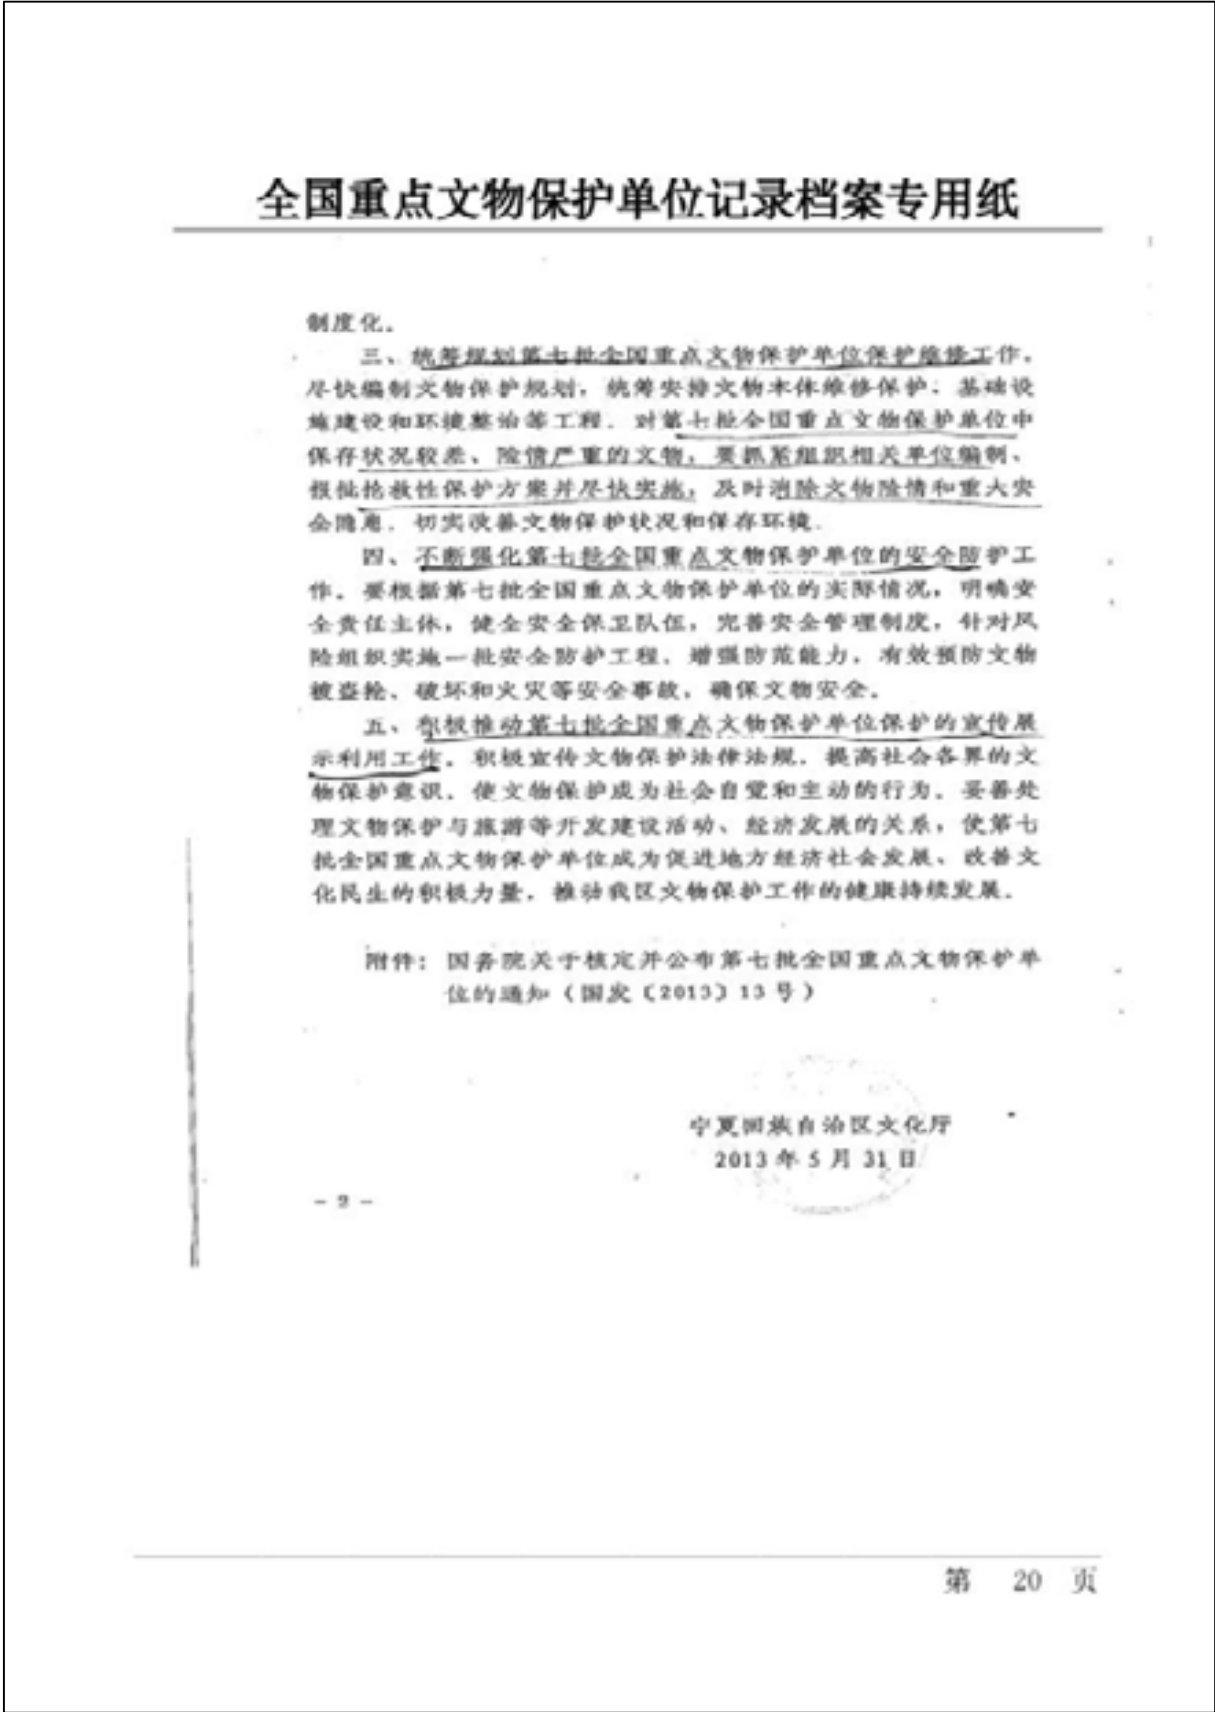 全国重点文物保护单位记录档案专用纸
制度化。
三、统筹规划第七批全国重点文物保护单位保护维修工作。
尽快编制文物保护规划，统筹安排文物本体维修保护、基础设
施建设和环境整治等工程。对第七批全国重点文物保护单位中
保存状况较差、险情严重的文物，要抓紧组织相关单位编制、
报批抢救性保护方案并尽快实施，及时消除文物险情和重大安
全隐患，切实改善文物保护状况和保存环境。
四、不断强化第七批全国重点文物保护单位的安全防护工
作。要根据第七批全国重点文物保护单位的实际情况，明确安
全责任主体，健全安全保卫队伍，完善安全管理制度，针对风
险组织实施一批安全防护工程，增强防范能力，有效预防文物
被盗抢、破坏和火灾等安全事故，确保文物安全。
五、积极推动第七批全国重点文物保护单位保护的宣传展
示利用工作。积极宣传文物保护法律法规，提高社会各界的文
物保护意识，使文物保护成为社会自觉和主动的行为。妥善处
理文物保护与旅游等开发建设活动、经济发展的关系，使第七
批全国重点文物保护单位成为促进地方经济社会发展、改善文
化民生的积极力量，推动我区文物保护工作的健康持续发展。
附件：国务院关于核定并公布第七批全国重点文物保护单
位的通知（国发〔2013〕13号）
宁夏回族自治区文化厅
2013年5月31日
- 2 -
第 20 页